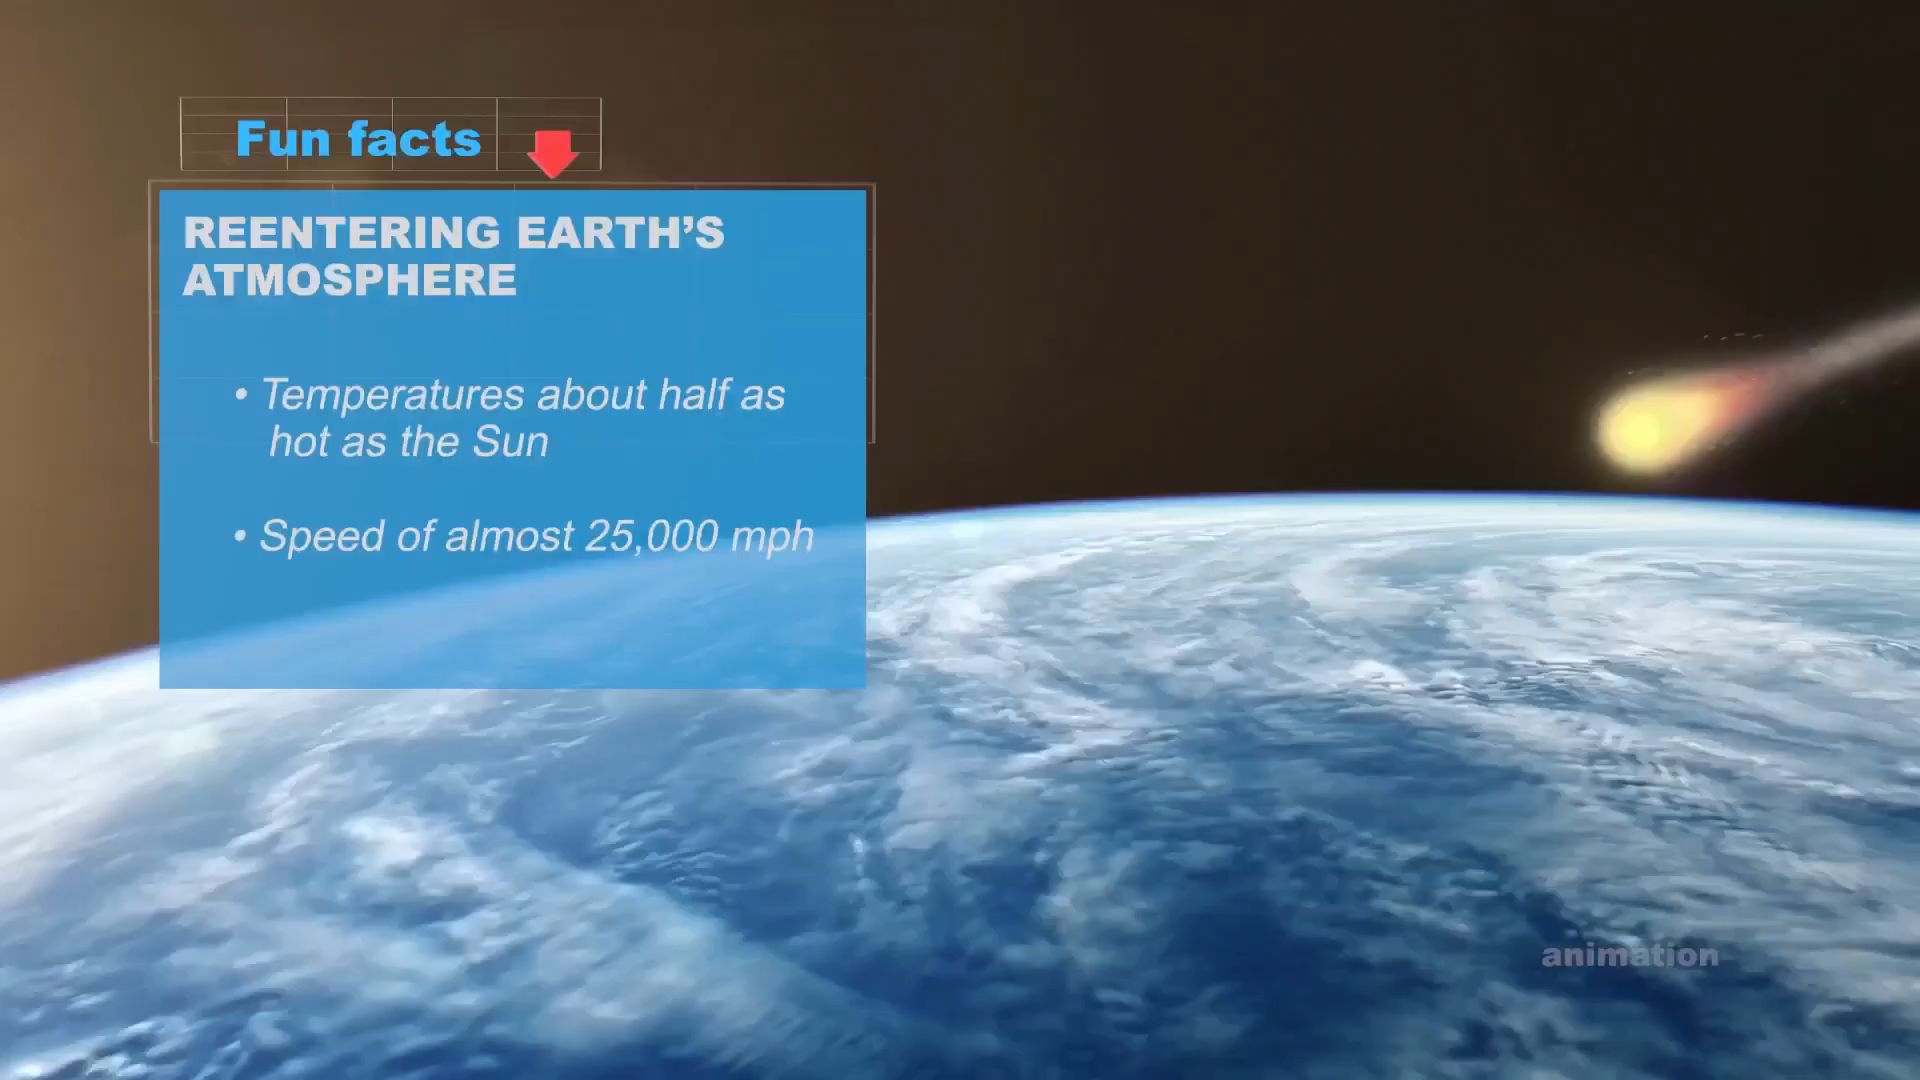 Fun facts
REENTERING EARTH’S
ATMOSPHERE
• Temperatures about half as
hot as the Sun
• Speed of almost 25,000 mph
animation